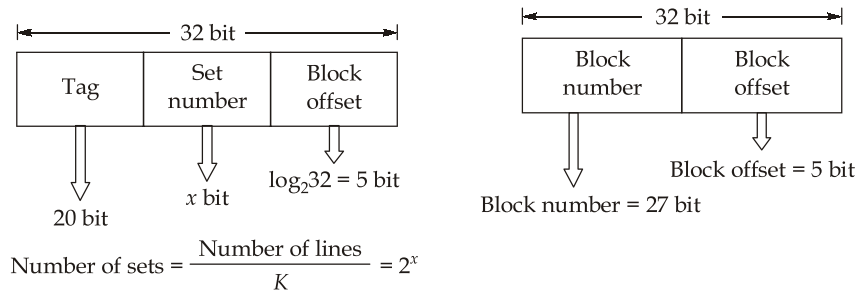 32 bit
Tag
Set
number
Block
offset
20 bit
x bit
log₂32 = 5 bit
Number of sets = Number of lines / K = 2ˣ
32 bit
Block
number
Block
offset
Block offset = 5 bit
Block number = 27 bit